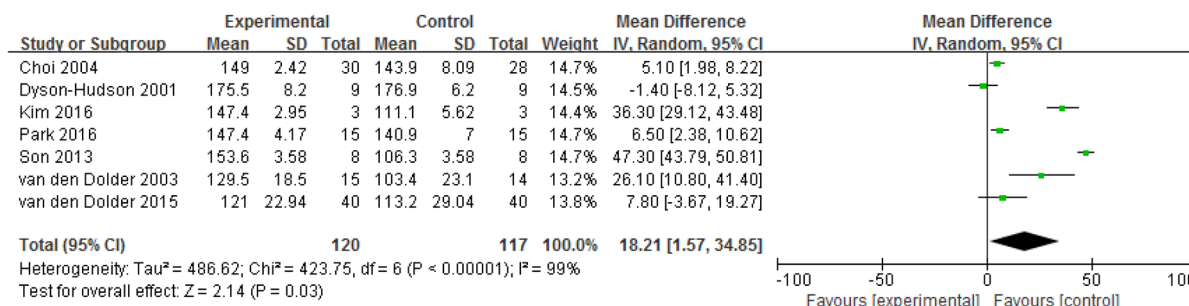 Experimental Control Mean Difference Mean Difference
Study or Subgroup Mean SD Total Mean SD Total Weight IV, Random, 95% CI IV, Random, 95% CI
Choi 2004 149 2.42 30 143.9 8.09 28 14.7% 5.10 [1.98, 8.22]
Dyson-Hudson 2001 175.5 8.2 9 176.9 6.2 9 14.5% -1.40 [-8.12, 5.32]
Kim 2016 147.4 2.95 3 111.1 5.62 3 14.4% 36.30 [29.12, 43.48]
Park 2016 147.4 4.17 15 140.9 7 15 14.7% 6.50 [2.38, 10.62]
Son 2013 153.6 3.58 8 106.3 3.58 8 14.7% 47.30 [43.79, 50.81]
van den Dolder 2003 129.5 18.5 15 103.4 23.1 14 13.2% 26.10 [10.80, 41.40]
van den Dolder 2015 121 22.94 40 113.2 29.04 40 13.8% 7.80 [-3.67, 19.27]
Total (95% CI) 120 117 100.0% 18.21 [1.57, 34.85]
Heterogeneity: Tau² = 486.62; Chi² = 423.75, df = 6 (P < 0.00001); I² = 99%
Test for overall effect: Z = 2.14 (P = 0.03)
-100 -50 0 50 100
Favours [experimental] Favours [control]